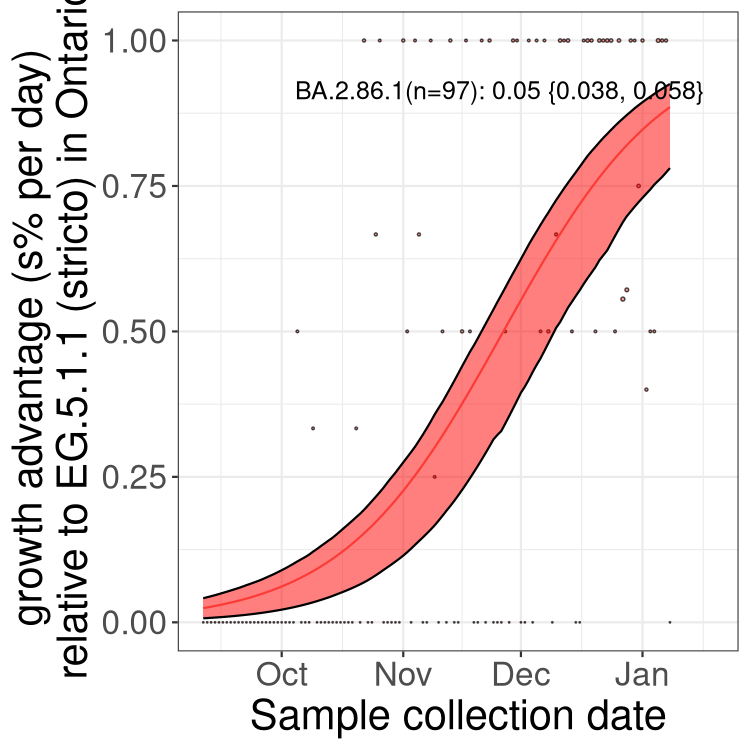 growth advantage (s% per day)
relative to EG.5.1.1 (stricto) in Ontario
1.00
0.75
0.50
0.25
0.00
BA.2.86.1(n=97): 0.05 {0.038, 0.058}
Oct Nov Dec Jan
Sample collection date